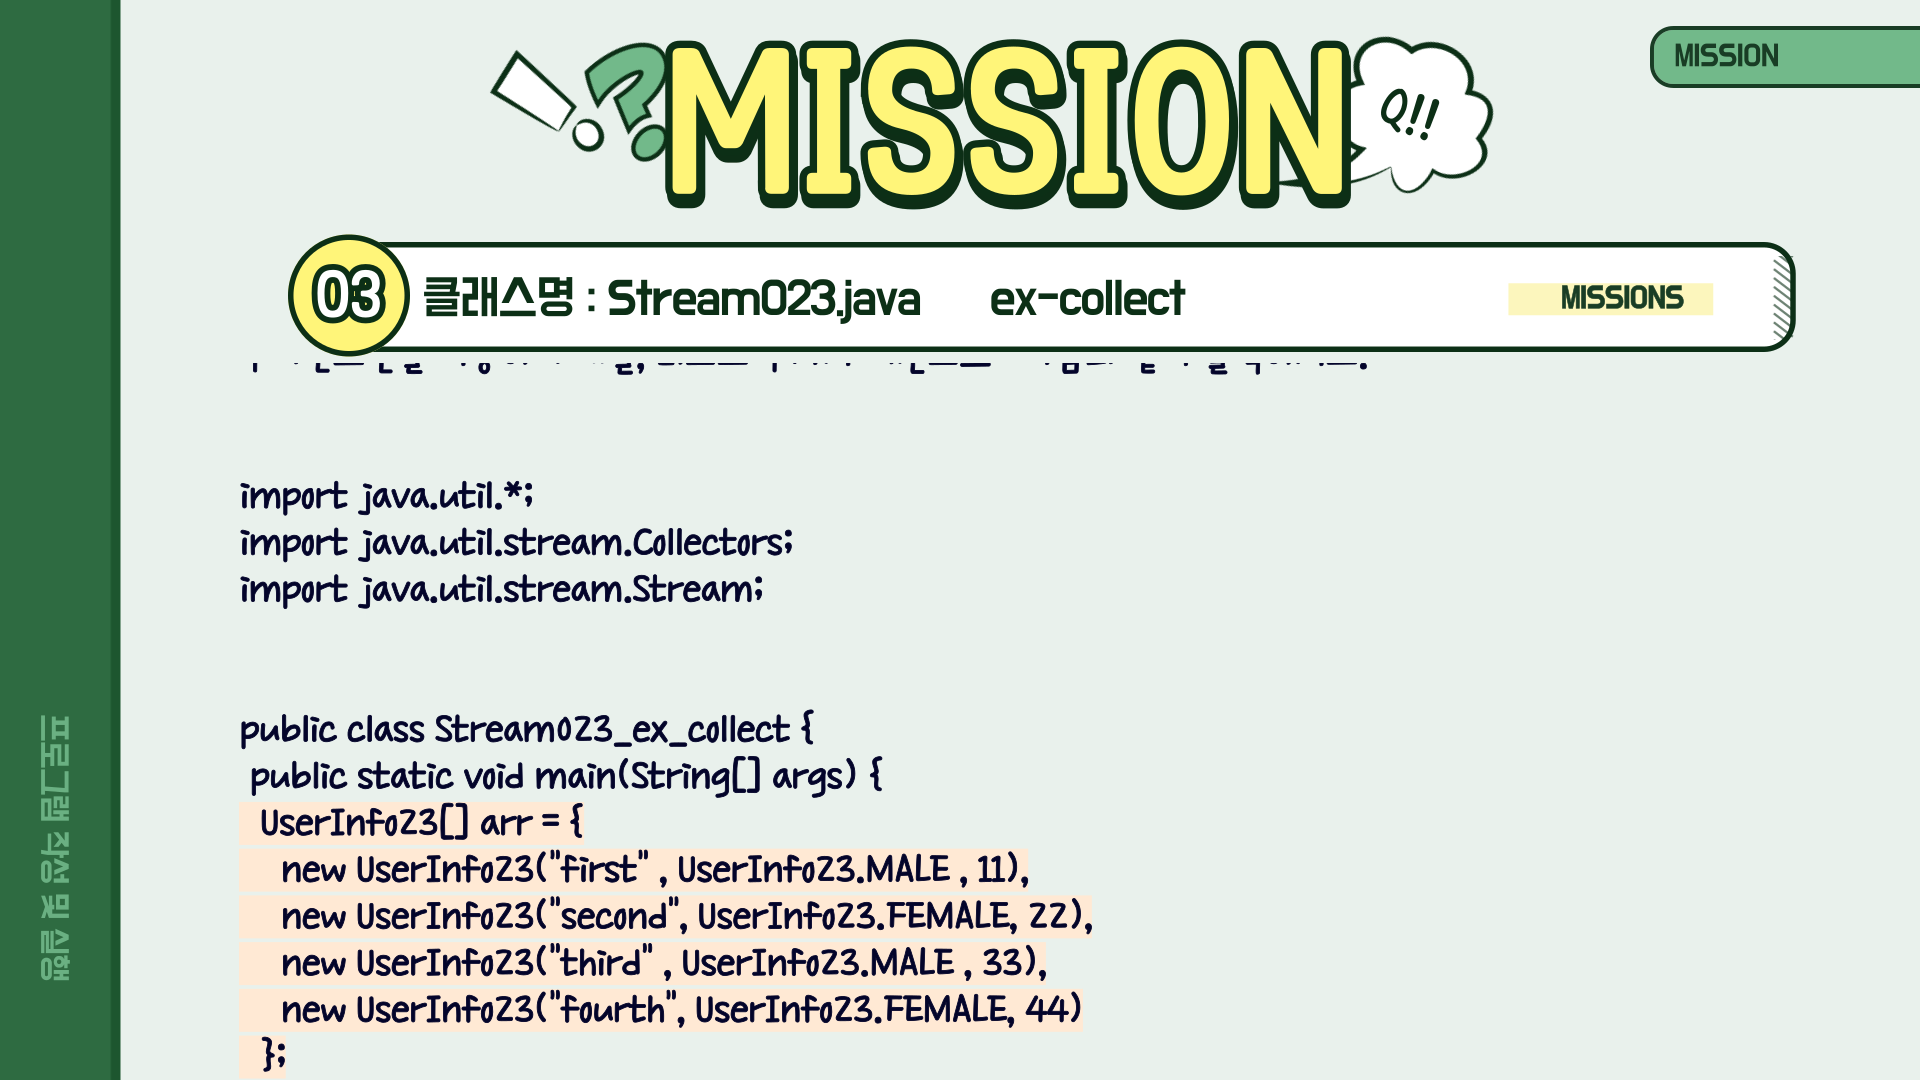 MISSION
MISSION
Q!!
03 클래스명 : Stream023.java ex-collect
MISSIONS
import java.util.*;
import java.util.stream.Collectors;
import java.util.stream.Stream;
public class Stream023_ex_collect {
public static void main(String[] args) {
UserInfo23[] arr = {
new UserInfo23("first" , UserInfo23.MALE , 11),
new UserInfo23("second", UserInfo23.FEMALE, 22),
new UserInfo23("third" , UserInfo23.MALE , 33),
new UserInfo23("fourth", UserInfo23.FEMALE, 44)
};
프로그램 작성 및 실행